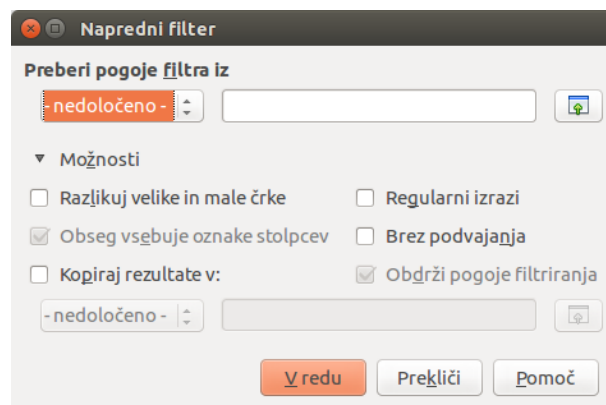 Napredni filter
Preberi pogoje filtra iz
- nedoločeno -
Možnosti
Razlikuj velike in male črke
Regularni izrazi
Obseg vsebuje oznake stolpcev
Brez podvajanja
Kopiraj rezultate v:
Obdrži pogoje filtriranja
- nedoločeno -
V redu
Prekliči
Pomoč